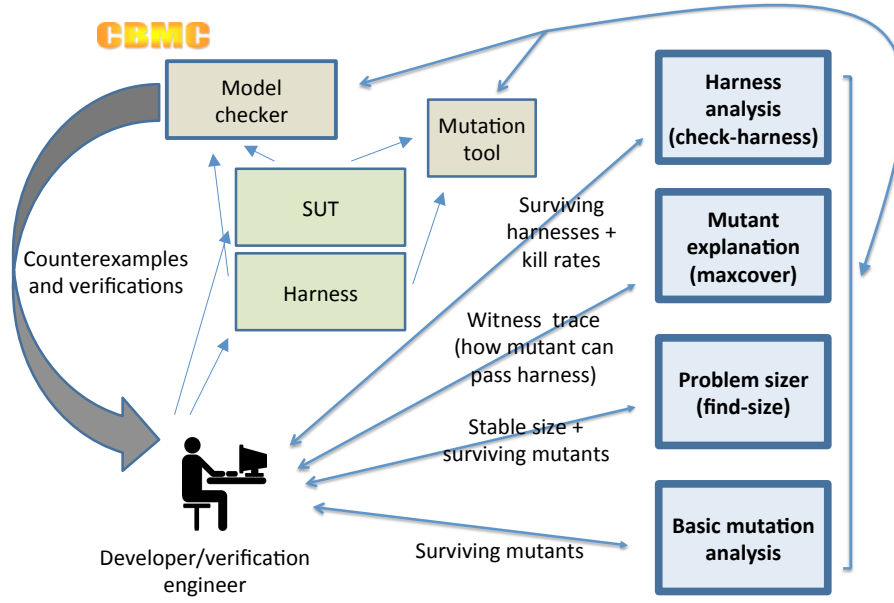 CBMC
Model
checker
Mutation
tool
SUT
Harness
Counterexamples
and verifications
Developer/verification
engineer
Surviving
harnesses +
kill rates
Witness trace
(how mutant can
pass harness)
Stable size +
surviving mutants
Surviving mutants
Harness
analysis
(check-harness)
Mutant
explanation
(maxcover)
Problem sizer
(find-size)
Basic mutation
analysis